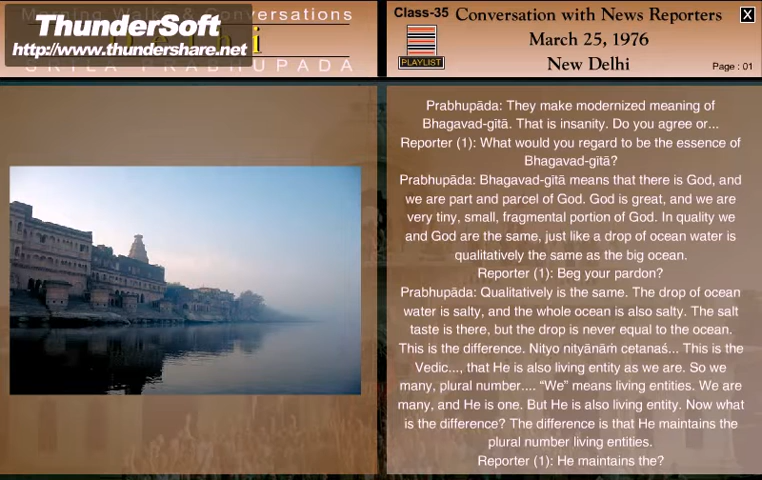 Morning Walks & Conversations
ThunderSoft
http://www.thundershare.net
SRILA PRABHUPADA
Class-35
PLAYLIST
Conversation with News Reporters
March 25, 1976
New Delhi
X
Page : 01
Prabhupāda: They make modernized meaning of
Bhagavad-gītā. That is insanity. Do you agree or...
Reporter (1): What would you regard to be the essence of
Bhagavad-gītā?
Prabhupāda: Bhagavad-gītā means that there is God, and
we are part and parcel of God. God is great, and we are
very tiny, small, fragmental portion of God. In quality we
and God are the same, just like a drop of ocean water is
qualitatively the same as the big ocean.
Reporter (1): Beg your pardon?
Prabhupāda: Qualitatively is the same. The drop of ocean
water is salty, and the whole ocean is also salty. The salt
taste is there, but the drop is never equal to the ocean.
This is the difference. Nityo nityānāṁ cetanaś... This is the
Vedic..., that He is also living entity as we are. So we
many, plural number.... “We” means living entities. We are
many, and He is one. But He is also living entity. Now what
is the difference? The difference is that He maintains the
plural number living entities.
Reporter (1): He maintains the?